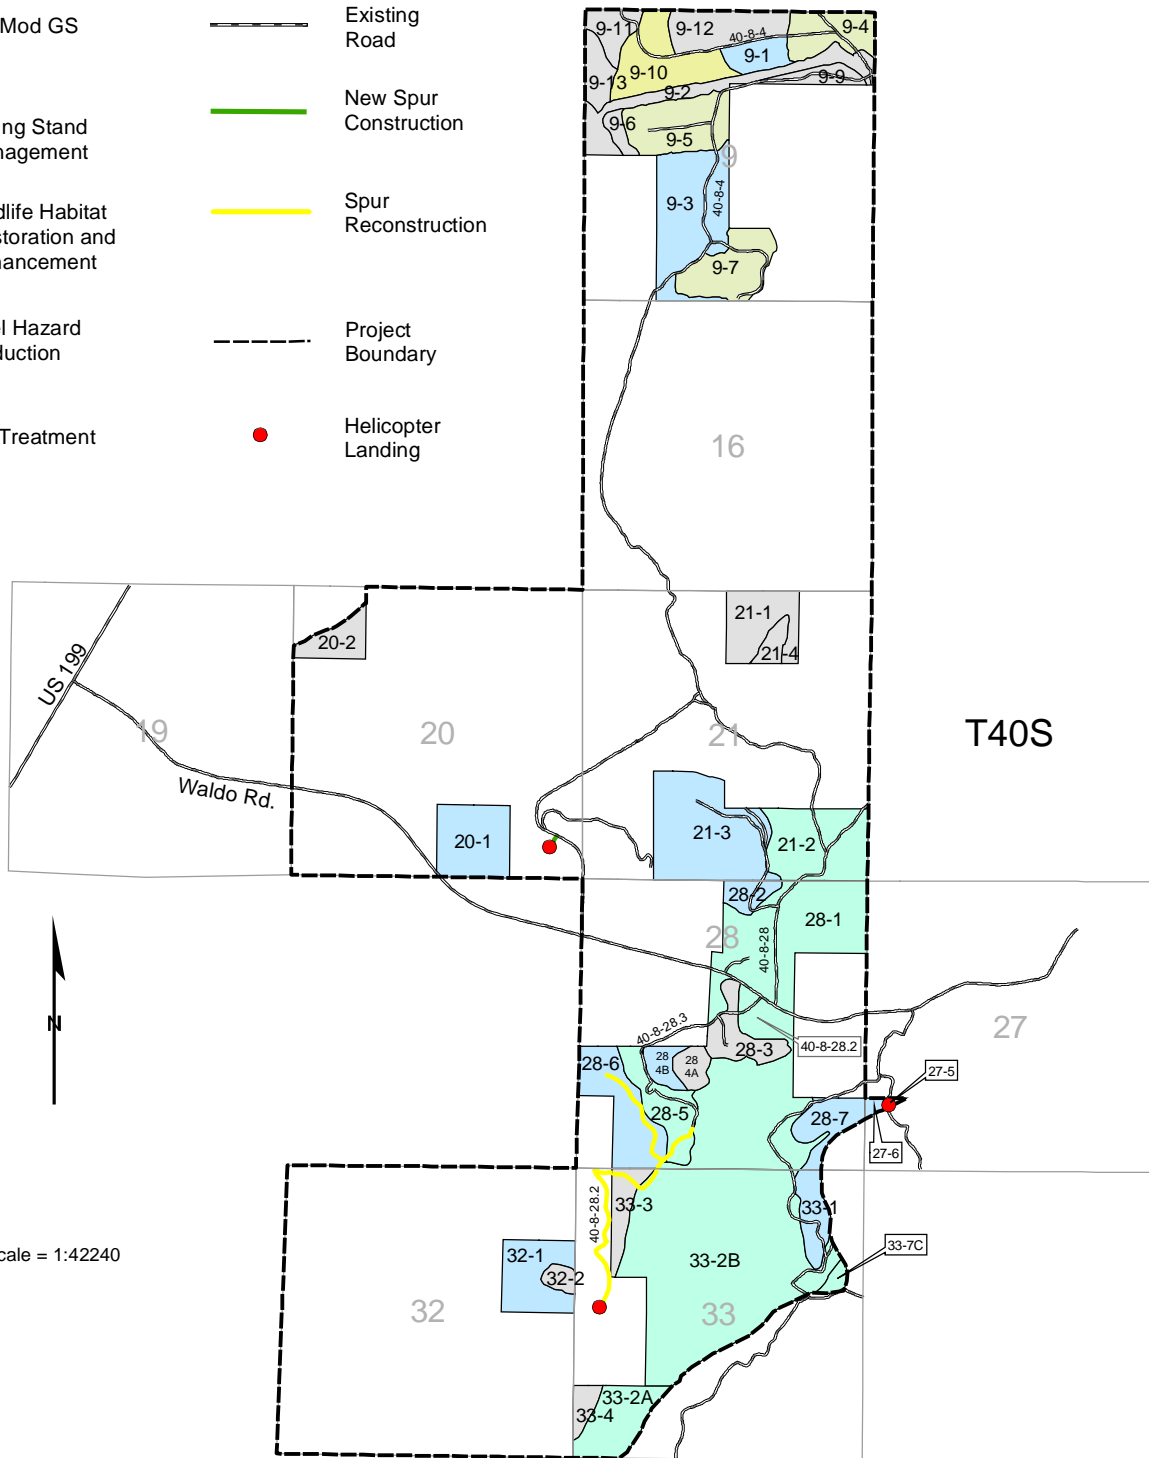 Mod GS
Existing
Road
ng Stand
nagement
New Spur
Construction
dlife Habitat
storation and
hancement
Spur
Reconstruction
l Hazard
duction
Project
Boundary
Treatment
Helicopter
Landing
9-11
9-12
40-8-4
9-4
9-1
9-13
9-10
9-9
9-2
9-6
9-5
9
9-3
40-8-4
9-7
16
20-2
21-1
21-4
US 199
19
20
21
T40S
Waldo Rd.
20-1
21-3
21-2
28-2
28-1
28
40-8-28
N
27
40-8-28.3
40-8-28.2
28-3
28-6
28
4B
28
4A
27-5
28-5
28-7
27-6
40-8-28.2
33-3
33-1
33-7C
cale = 1:42240
32-1
32-2
33-2B
32
33
33-2A
33-4